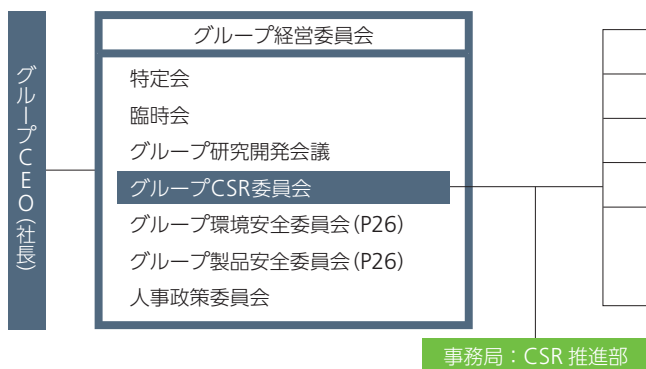 グループCEO(社長)
グループ経営委員会
特定会
臨時会
グループ研究開発会議
グループCSR委員会
グループ環境安全委員会(P26)
グループ製品安全委員会(P26)
人事政策委員会
事務局：CSR 推進部